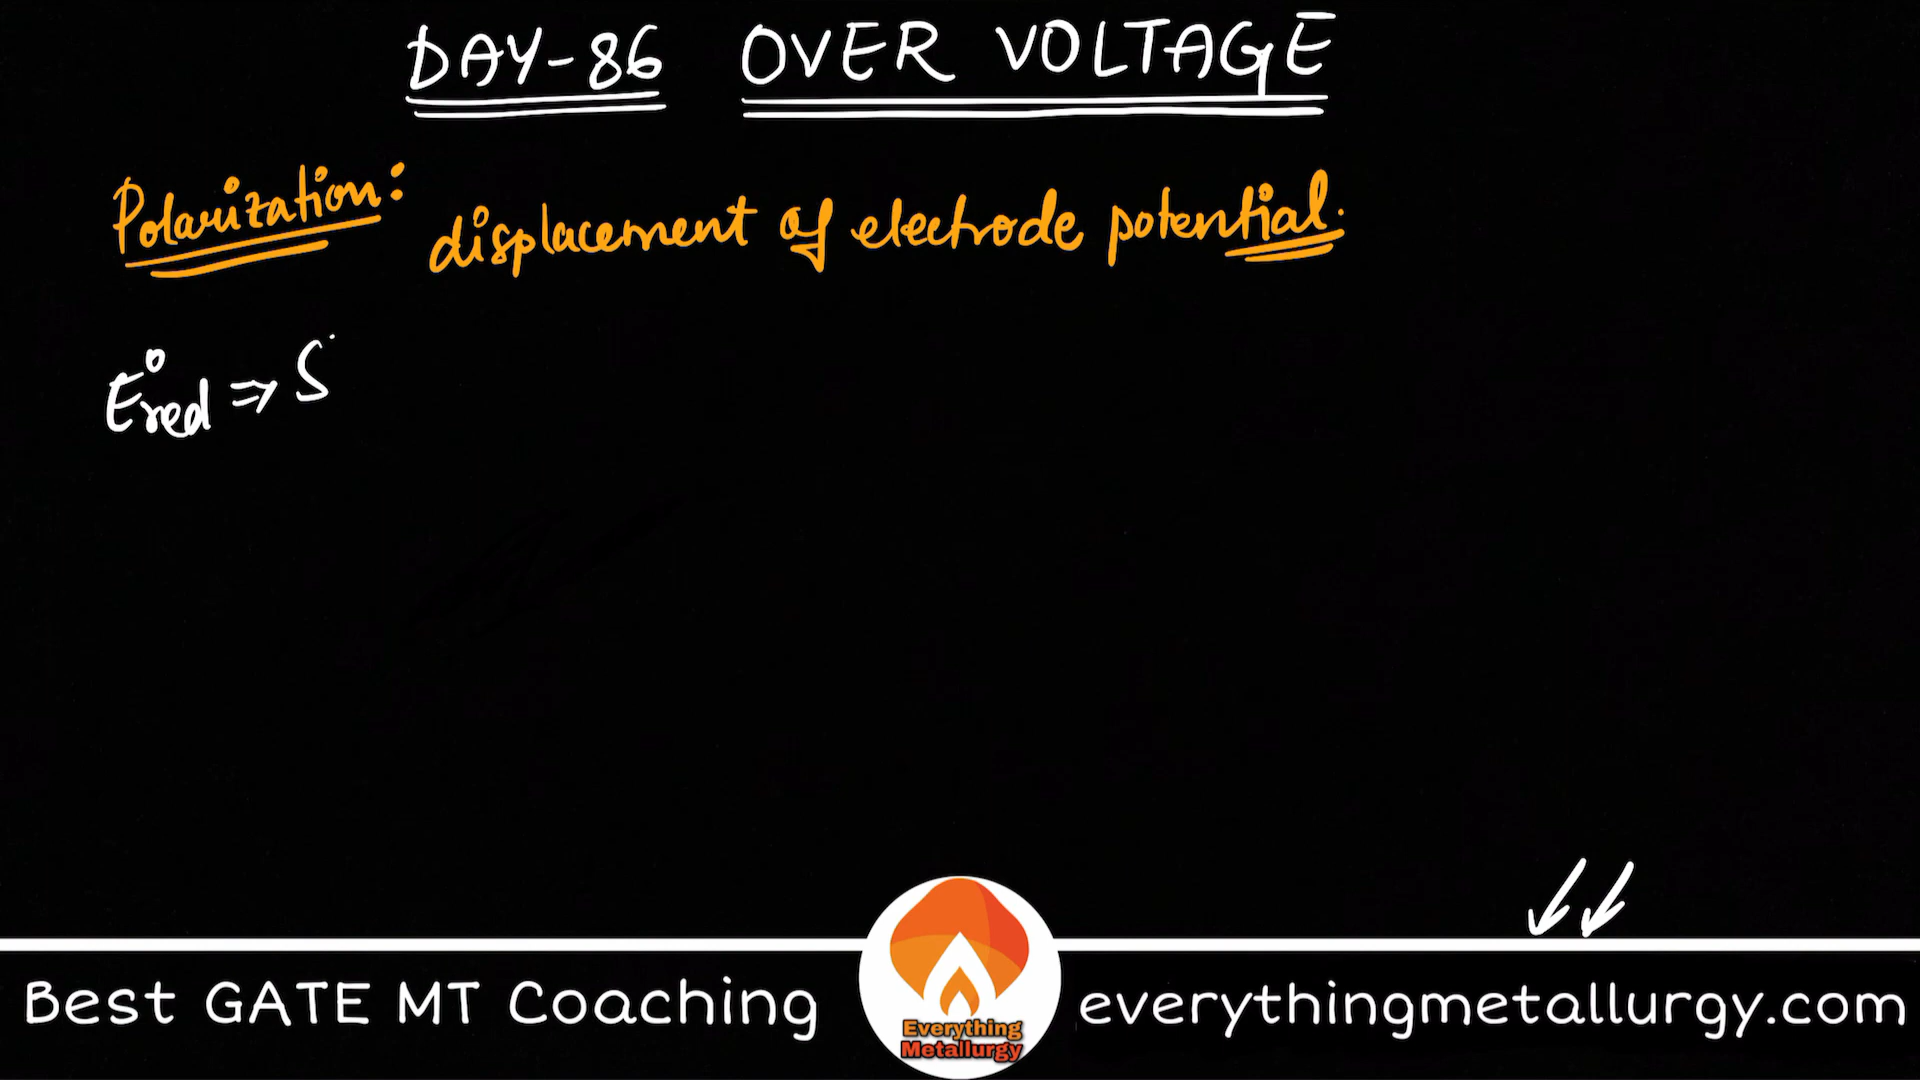 DAY-86 OVER VOLTAGE
Polarization: displacement of electrode potential.
E°red ⇒ S
Best GATE MT Coaching
Everything
Metallurgy
everythingmetallurgy.com